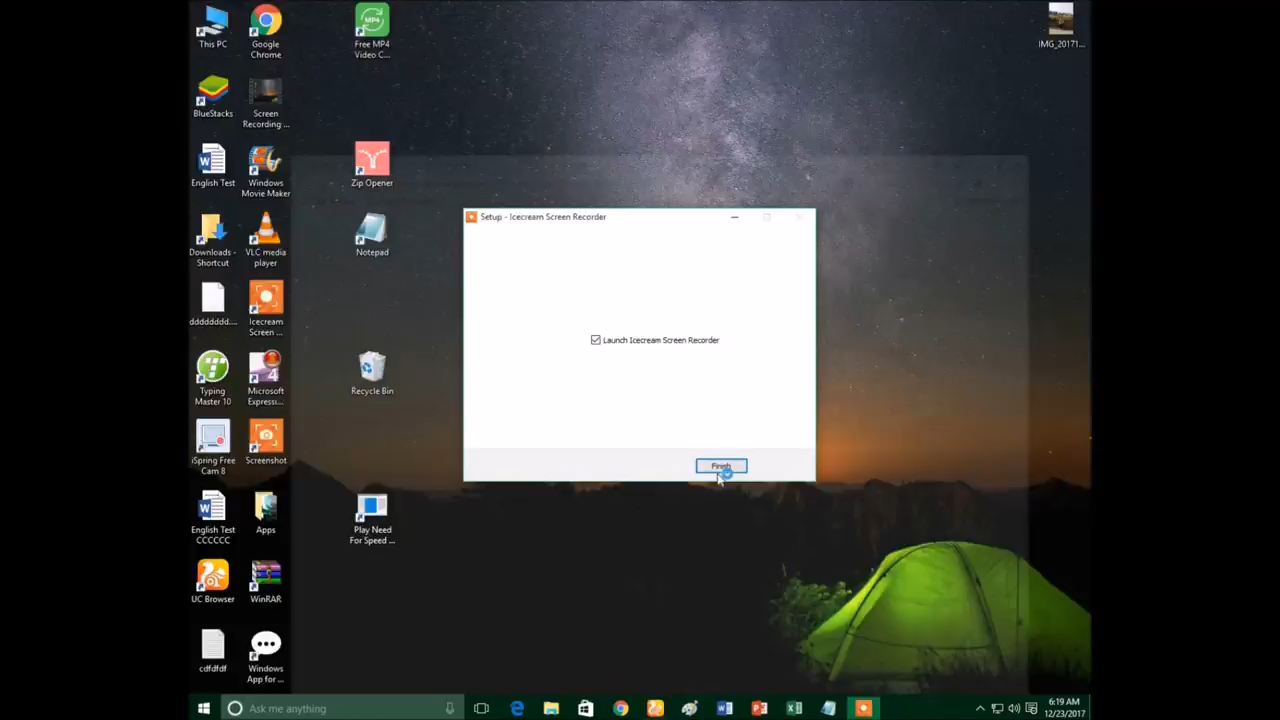 This PC
Google
Chrome
MP4
Free MP4
Video C...
IMG_20171...
BlueStacks
Screen
Recording ...
English Test
Windows
Movie Maker
Zip Opener
Setup - Icecream Screen Recorder
Downloads -
Shortcut
VLC media
player
Notepad
dddddddd....
Icecream
Screen ...
Launch Icecream Screen Recorder
Typing
Master 10
Microsoft
Expressi...
Recycle Bin
iSpring Free
Cam 8
Screenshot
Finish
English Test
CCCCCC
Apps
Play Need
For Speed ...
UC Browser
WinRAR
cdfdfdf
Windows
App for ...
Ask me anything
6:19 AM
12/23/2017